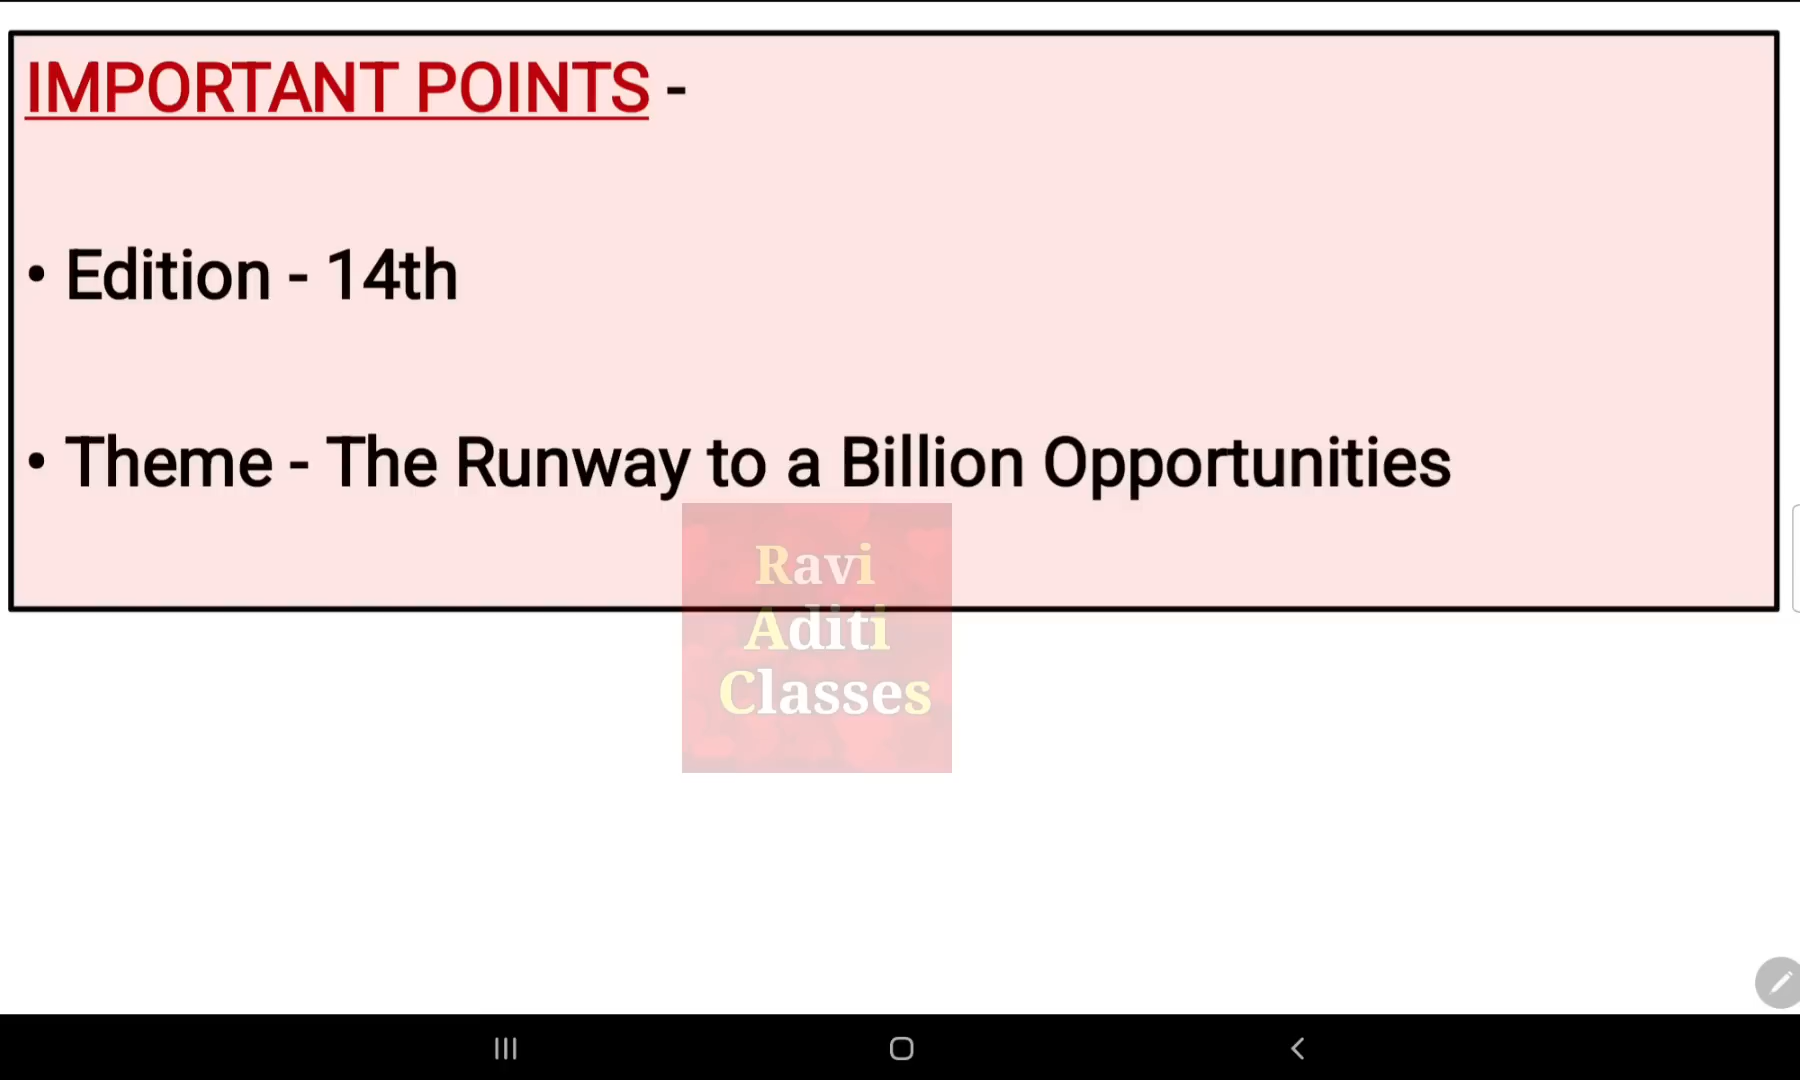 IMPORTANT POINTS -
• Edition - 14th
• Theme - The Runway to a Billion Opportunities
Ravi
Aditi
Classes